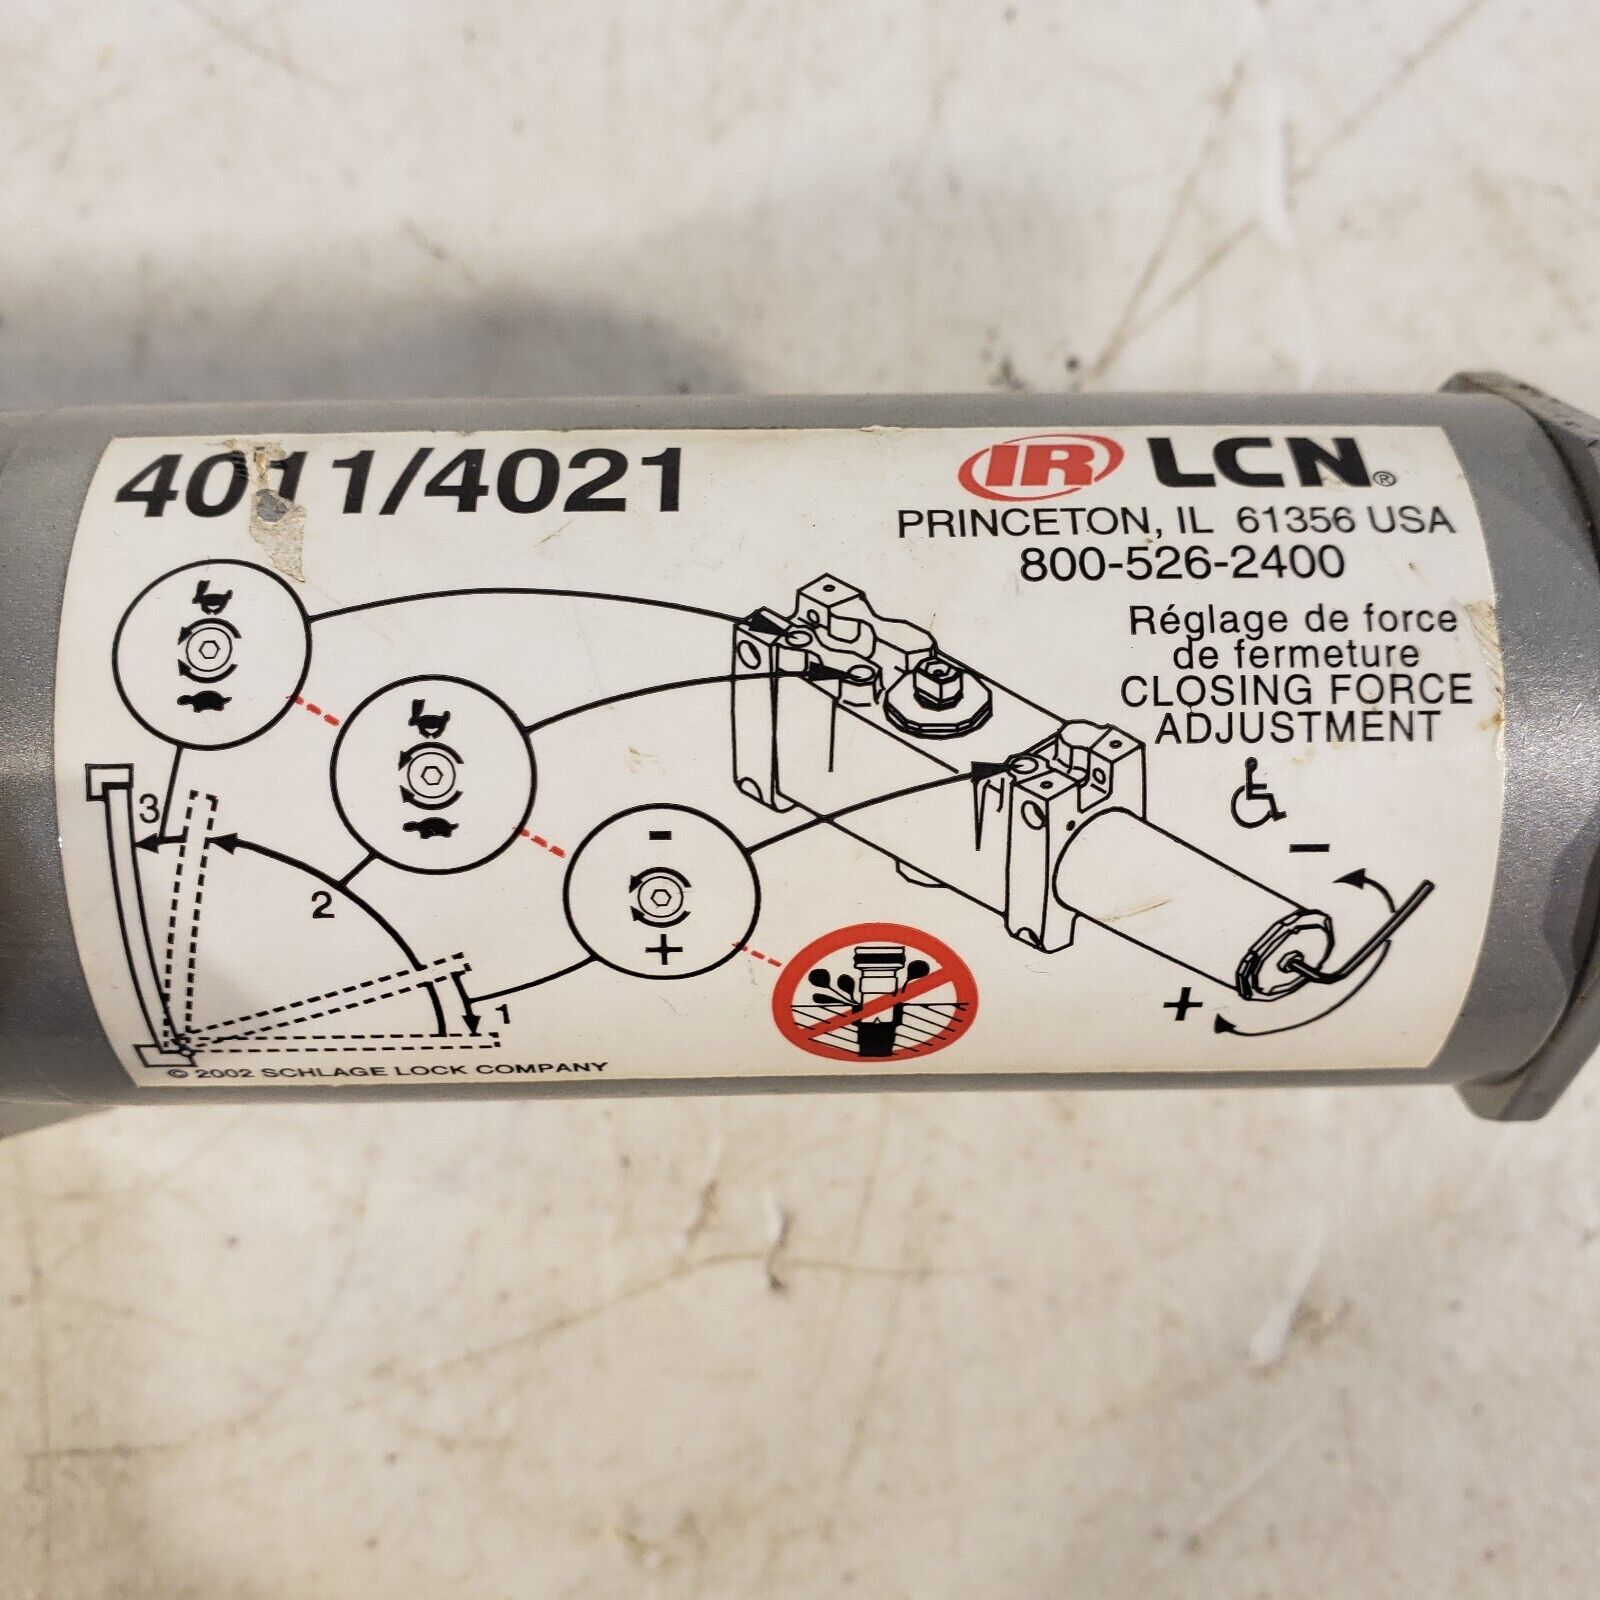 4011/4021
IR LCN®
PRINCETON, IL 61356 USA
800-526-2400
Réglage de force
de fermeture
CLOSING FORCE
ADJUSTMENT
3
2
1
-
+
-
+
© 2002 SCHLAGE LOCK COMPANY